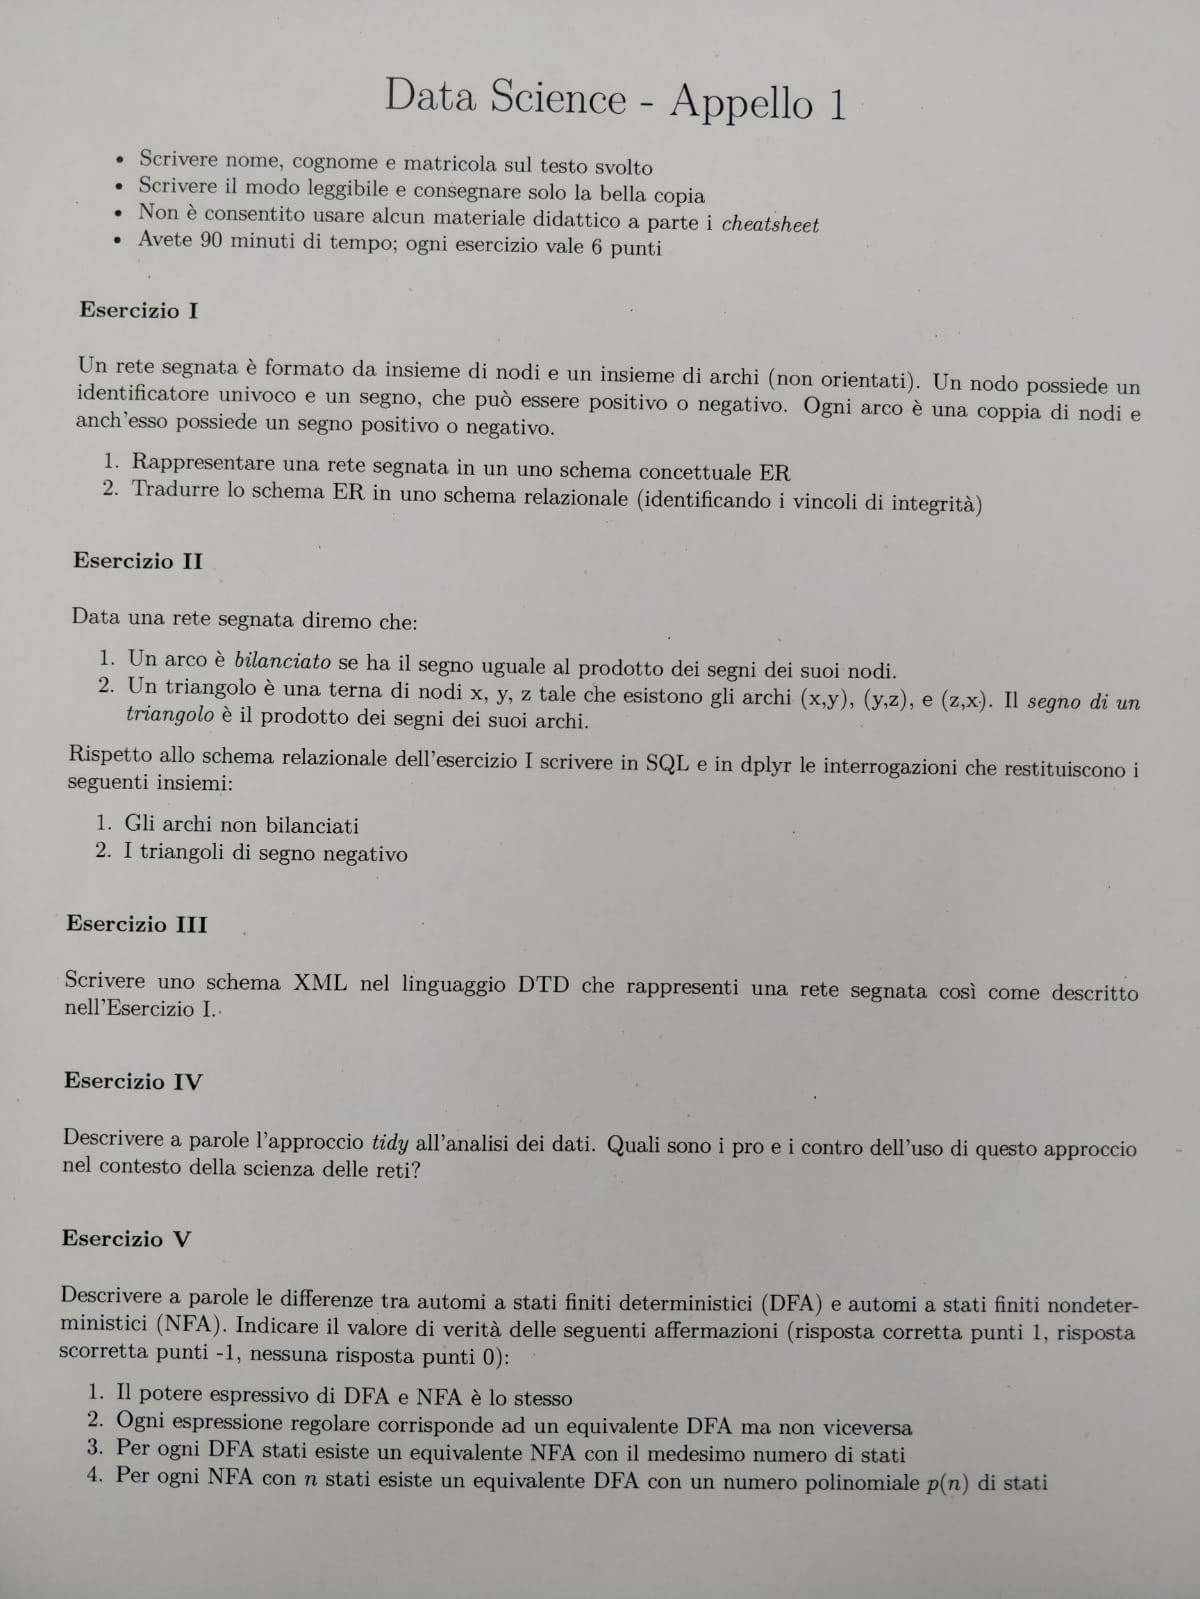 Data Science - Appello 1
• Scrivere nome, cognome e matricola sul testo svolto
• Scrivere il modo leggibile e consegnare solo la bella copia
• Non è consentito usare alcun materiale didattico a parte i cheatsheet
• Avete 90 minuti di tempo; ogni esercizio vale 6 punti
Esercizio I
Un rete segnata è formato da insieme di nodi e un insieme di archi (non orientati). Un nodo possiede un
identificatore univoco e un segno, che può essere positivo o negativo. Ogni arco è una coppia di nodi e
anch'esso possiede un segno positivo o negativo.
1. Rappresentare una rete segnata in un uno schema concettuale ER
2. Tradurre lo schema ER in uno schema relazionale (identificando i vincoli di integrità)
Esercizio II
Data una rete segnata diremo che:
1. Un arco è bilanciato se ha il segno uguale al prodotto dei segni dei suoi nodi.
2. Un triangolo è una terna di nodi x, y, z tale che esistono gli archi (x,y), (y,z), e (z,x). Il segno di un
triangolo è il prodotto dei segni dei suoi archi.
Rispetto allo schema relazionale dell'esercizio I scrivere in SQL e in dplyr le interrogazioni che restituiscono i
seguenti insiemi:
1. Gli archi non bilanciati
2. I triangoli di segno negativo
Esercizio III
Scrivere uno schema XML nel linguaggio DTD che rappresenti una rete segnata così come descritto
nell'Esercizio I.
Esercizio IV
Descrivere a parole l'approccio tidy all'analisi dei dati. Quali sono i pro e i contro dell'uso di questo approccio
nel contesto della scienza delle reti?
Esercizio V
Descrivere a parole le differenze tra automi a stati finiti deterministici (DFA) e automi a stati finiti nondeter-
ministici (NFA). Indicare il valore di verità delle seguenti affermazioni (risposta corretta punti 1, risposta
scorretta punti -1, nessuna risposta punti 0):
1. Il potere espressivo di DFA e NFA è lo stesso
2. Ogni espressione regolare corrisponde ad un equivalente DFA ma non viceversa
3. Per ogni DFA stati esiste un equivalente NFA con il medesimo numero di stati
4. Per ogni NFA con n stati esiste un equivalente DFA con un numero polinomiale p(n) di stati